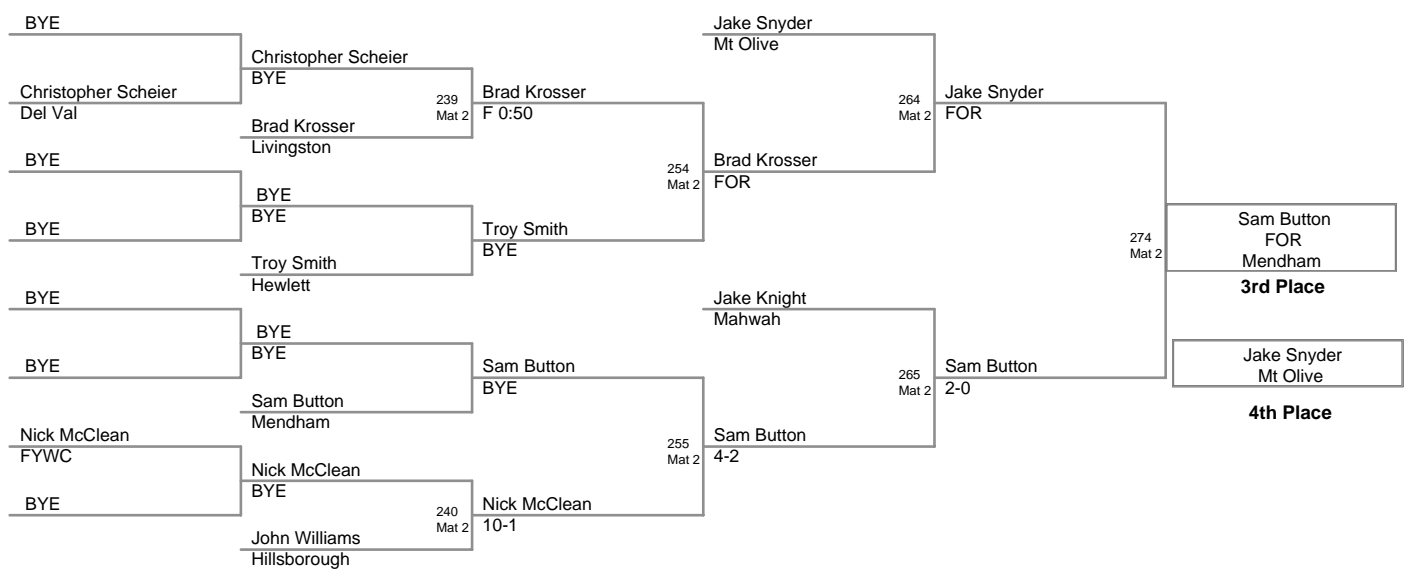 BYE
Christopher Scheier
BYE
Christopher Scheier
Del Val
239
Mat 2
Brad Krosser
F 0:50
Brad Krosser
Livingston
BYE
BYE
BYE
BYE
Troy Smith
BYE
Troy Smith
Hewlett
254
Mat 2
Brad Krosser
FOR
Jake Snyder
Mt Olive
264
Mat 2
Jake Snyder
FOR
BYE
BYE
BYE
BYE
Sam Button
BYE
Sam Button
Mendham
Nick McClean
FYWC
Nick McClean
BYE
BYE
240
Mat 2
Nick McClean
10-1
John Williams
Hillsborough
255
Mat 2
Sam Button
4-2
Jake Knight
Mahwah
265
Mat 2
Sam Button
2-0
274
Mat 2
Sam Button
FOR
Mendham
3rd Place
Jake Snyder
Mt Olive
4th Place